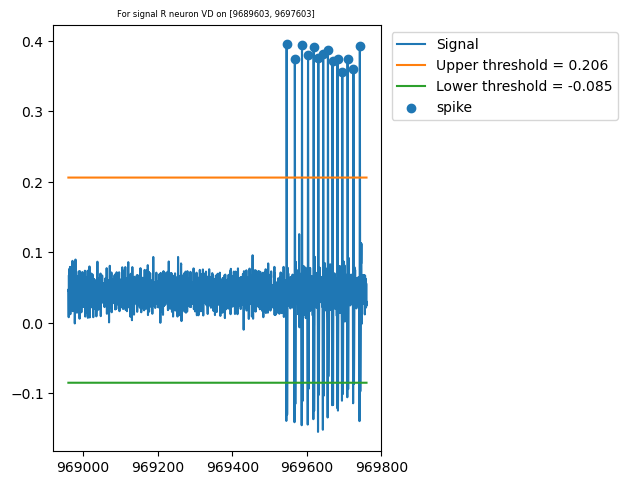 For signal R neuron VD on [9689603, 9697603]
0.4
0.3
0.2
0.1
0.0
−0.1
969000
969200
969400
969600
969800
Signal
Upper threshold = 0.206
Lower threshold = -0.085
spike